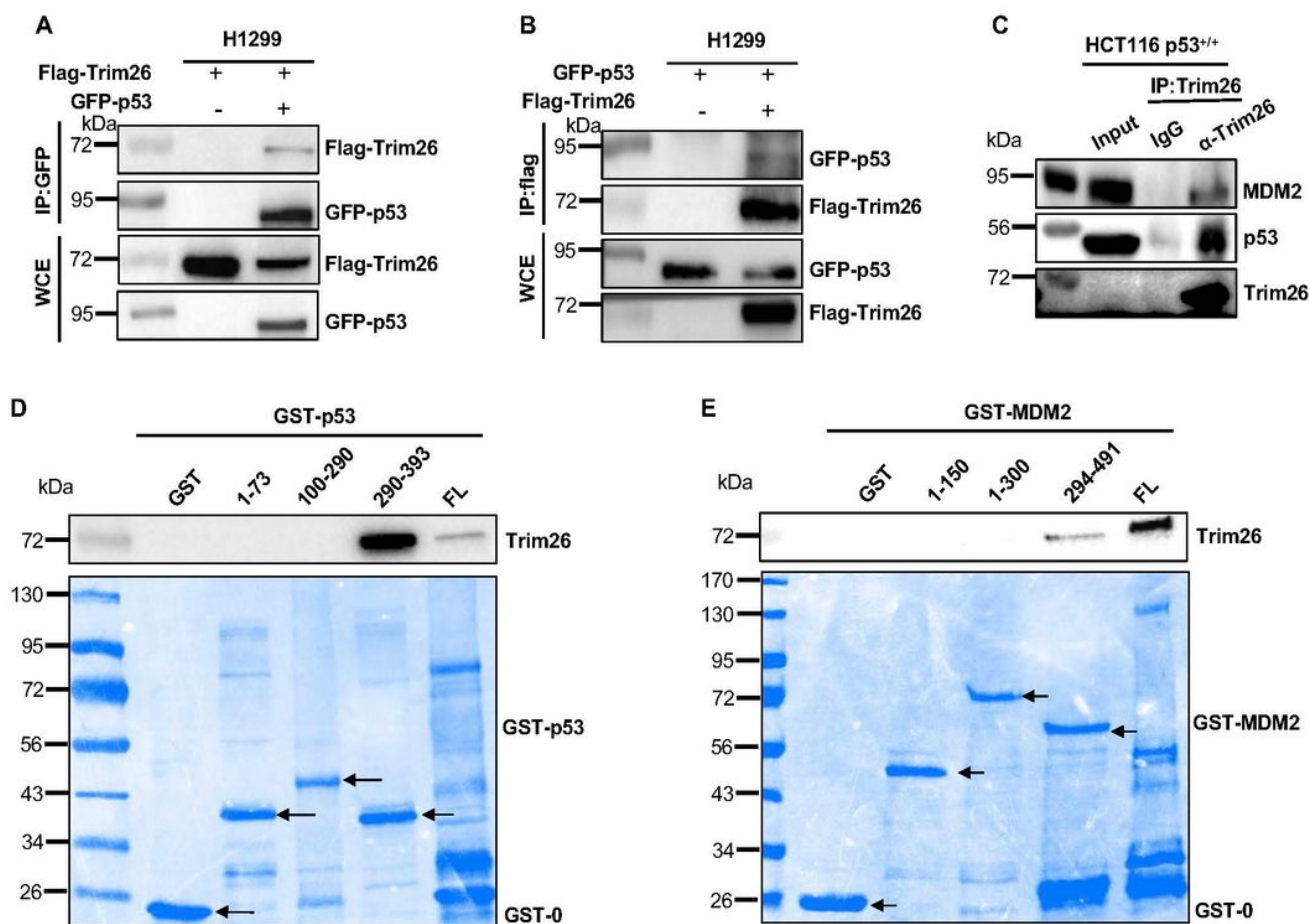 A
H1299
Flag-Trim26 + +
GFP-p53 - +
kDa
IP:GFP
72 Flag-Trim26
95 GFP-p53
WCE
72 Flag-Trim26
95 GFP-p53
B
H1299
GFP-p53 + +
Flag-Trim26 - +
kDa
IP:flag
95 GFP-p53
72 Flag-Trim26
WCE
95 GFP-p53
72 Flag-Trim26
C
HCT116 p53+/+
IP:Trim26
kDa Input IgG α-Trim26
95 MDM2
56 p53
72 Trim26
D
GST-p53
kDa GST 1-73 100-290 290-393 FL
72 Trim26
130
95
72
56 GST-p53
43
34
26 GST-0
E
GST-MDM2
kDa GST 1-150 1-300 294-491 FL
72 Trim26
170
130
95
72
GST-MDM2
56
43
34
26 GST-0